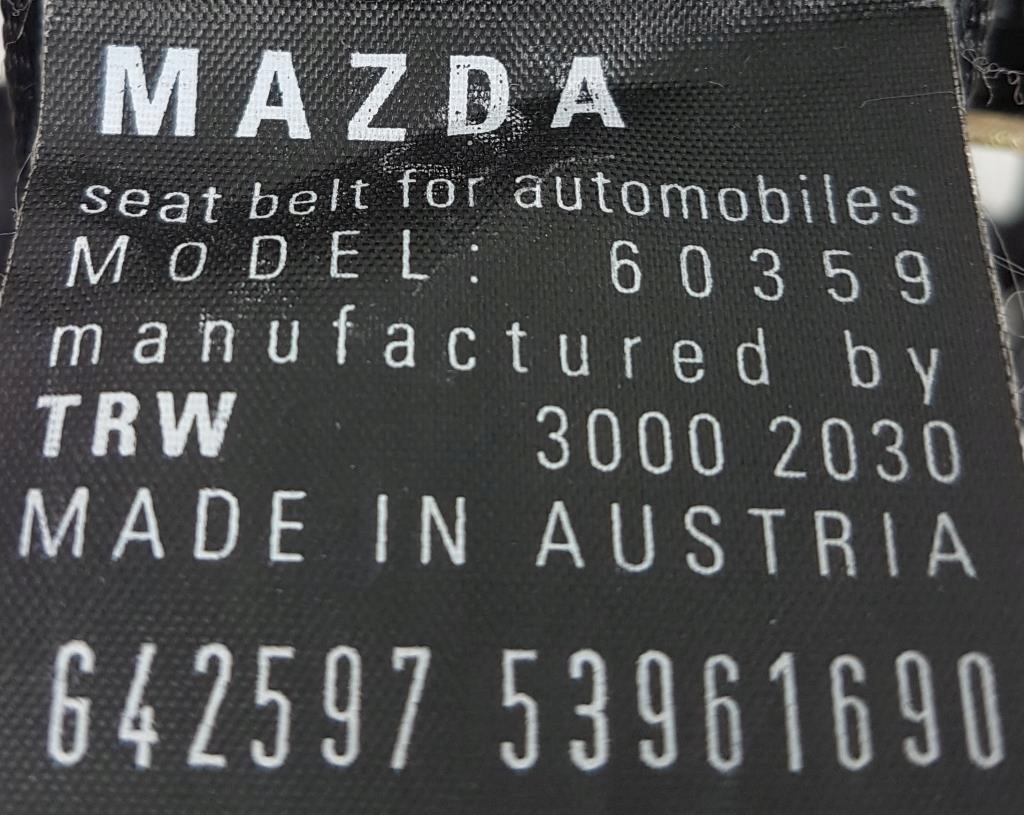 MAZDA
seat belt for automobiles
MODEL: 60359
manufactured by
TRW 3000 2030
MADE IN AUSTRIA
642597 53961690